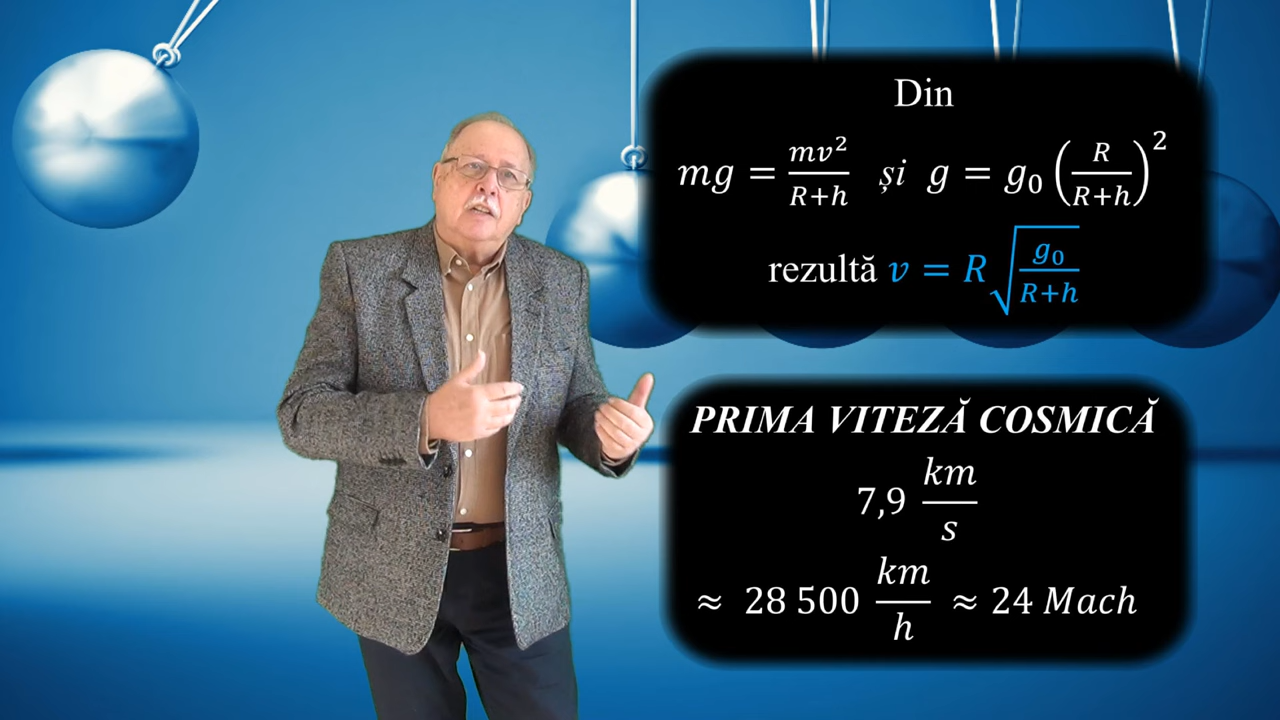 Din
mg = mv²/(R+h) și g = g₀ (R/(R+h))²
rezultă v = R √(g₀/(R+h))
PRIMA VITEZĂ COSMICĂ
7,9 km/s
≈ 28 500 km/h ≈ 24 Mach